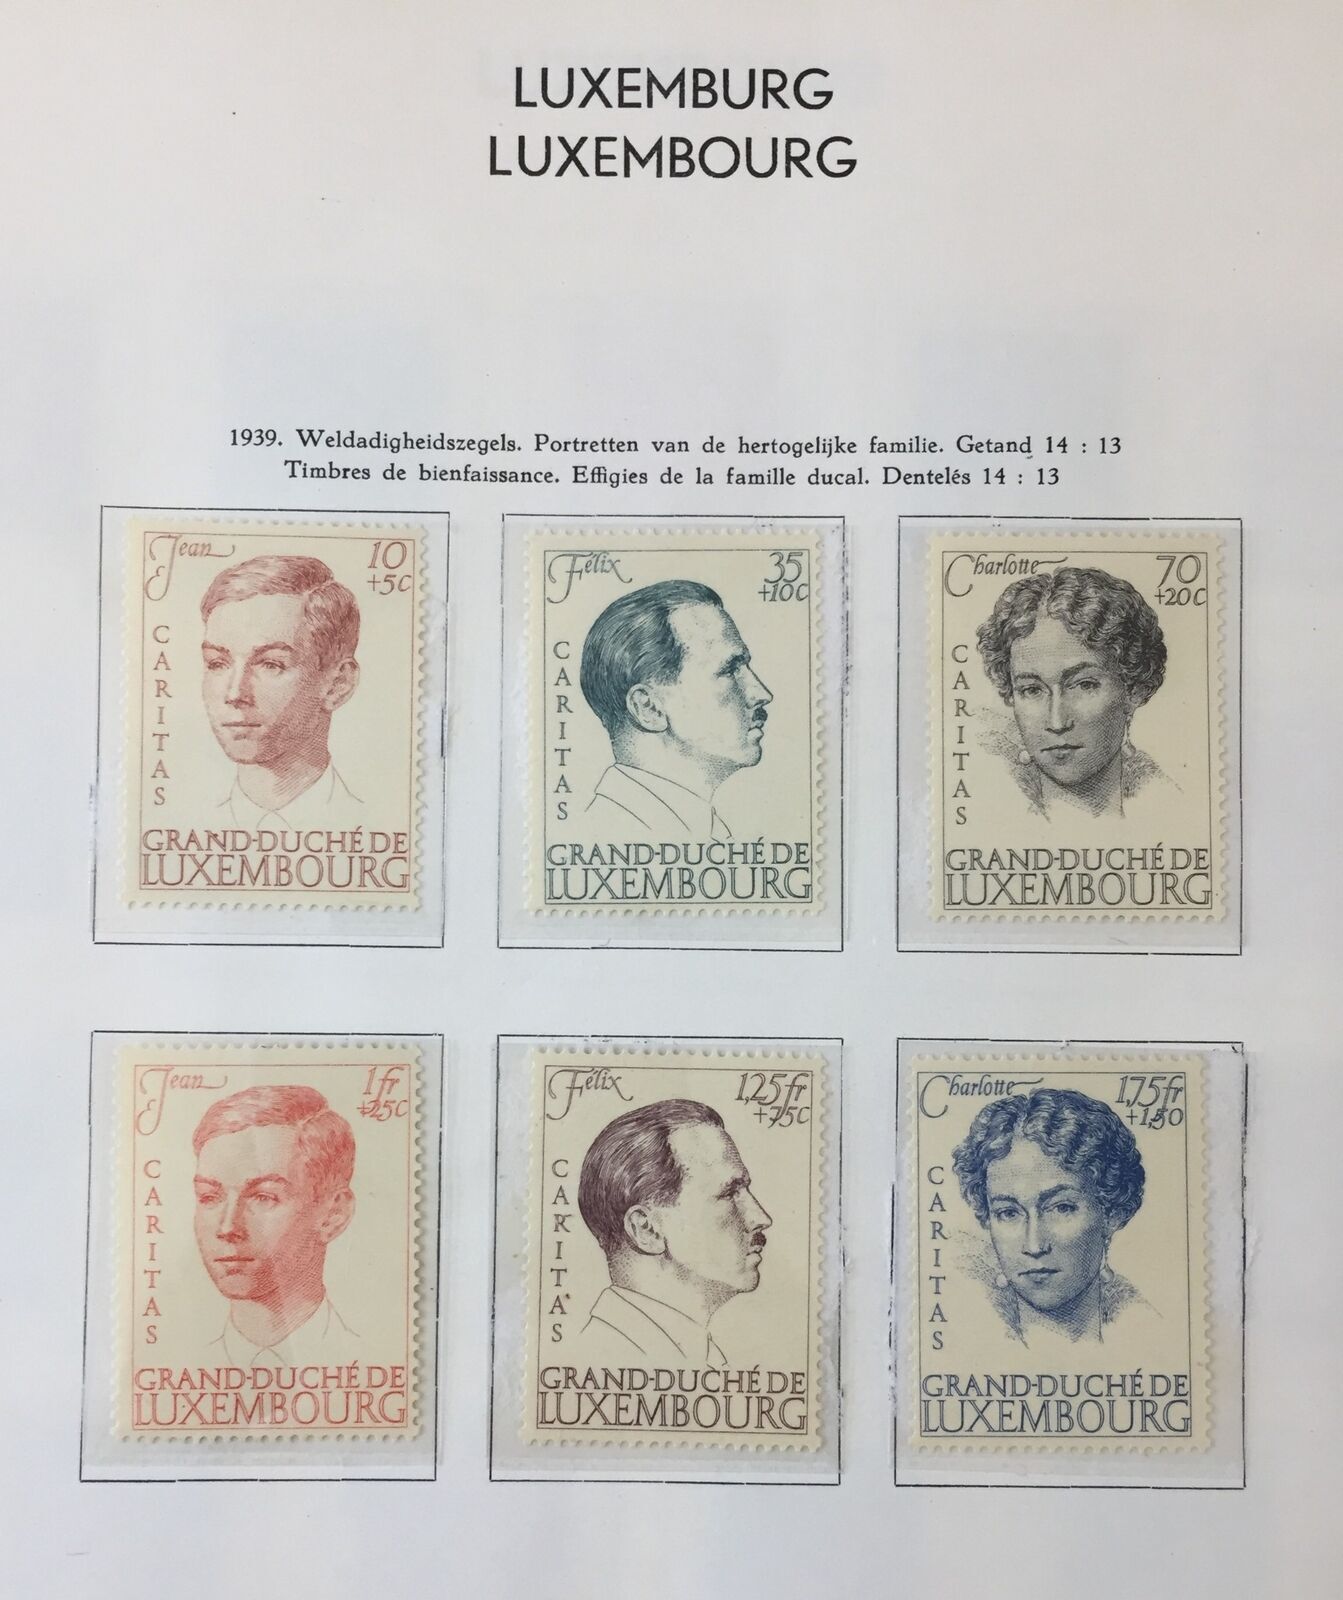 LUXEMBURG
LUXEMBOURG
1939. Weldadigheidszegels. Portretten van de hertogelijke familie. Getand 14 : 13
Timbres de bienfaissance. Effigies de la famille ducal. Dentelés 14 : 13
Jean 10
+5c
CARITAS
GRAND-DUCHÉ DE
LUXEMBOURG
Félix 35
+10c
CARITAS
GRAND-DUCHÉ DE
LUXEMBOURG
Charlotte 70
+20c
CARITAS
GRAND-DUCHÉ DE
LUXEMBOURG
Jean 1fr
+25c
CARITAS
GRAND-DUCHÉ DE
LUXEMBOURG
Félix 1,25fr
+75c
CARITAS
GRAND-DUCHÉ DE
LUXEMBOURG
Charlotte 1,75fr
+1,50
CARITAS
GRAND-DUCHÉ DE
LUXEMBOURG